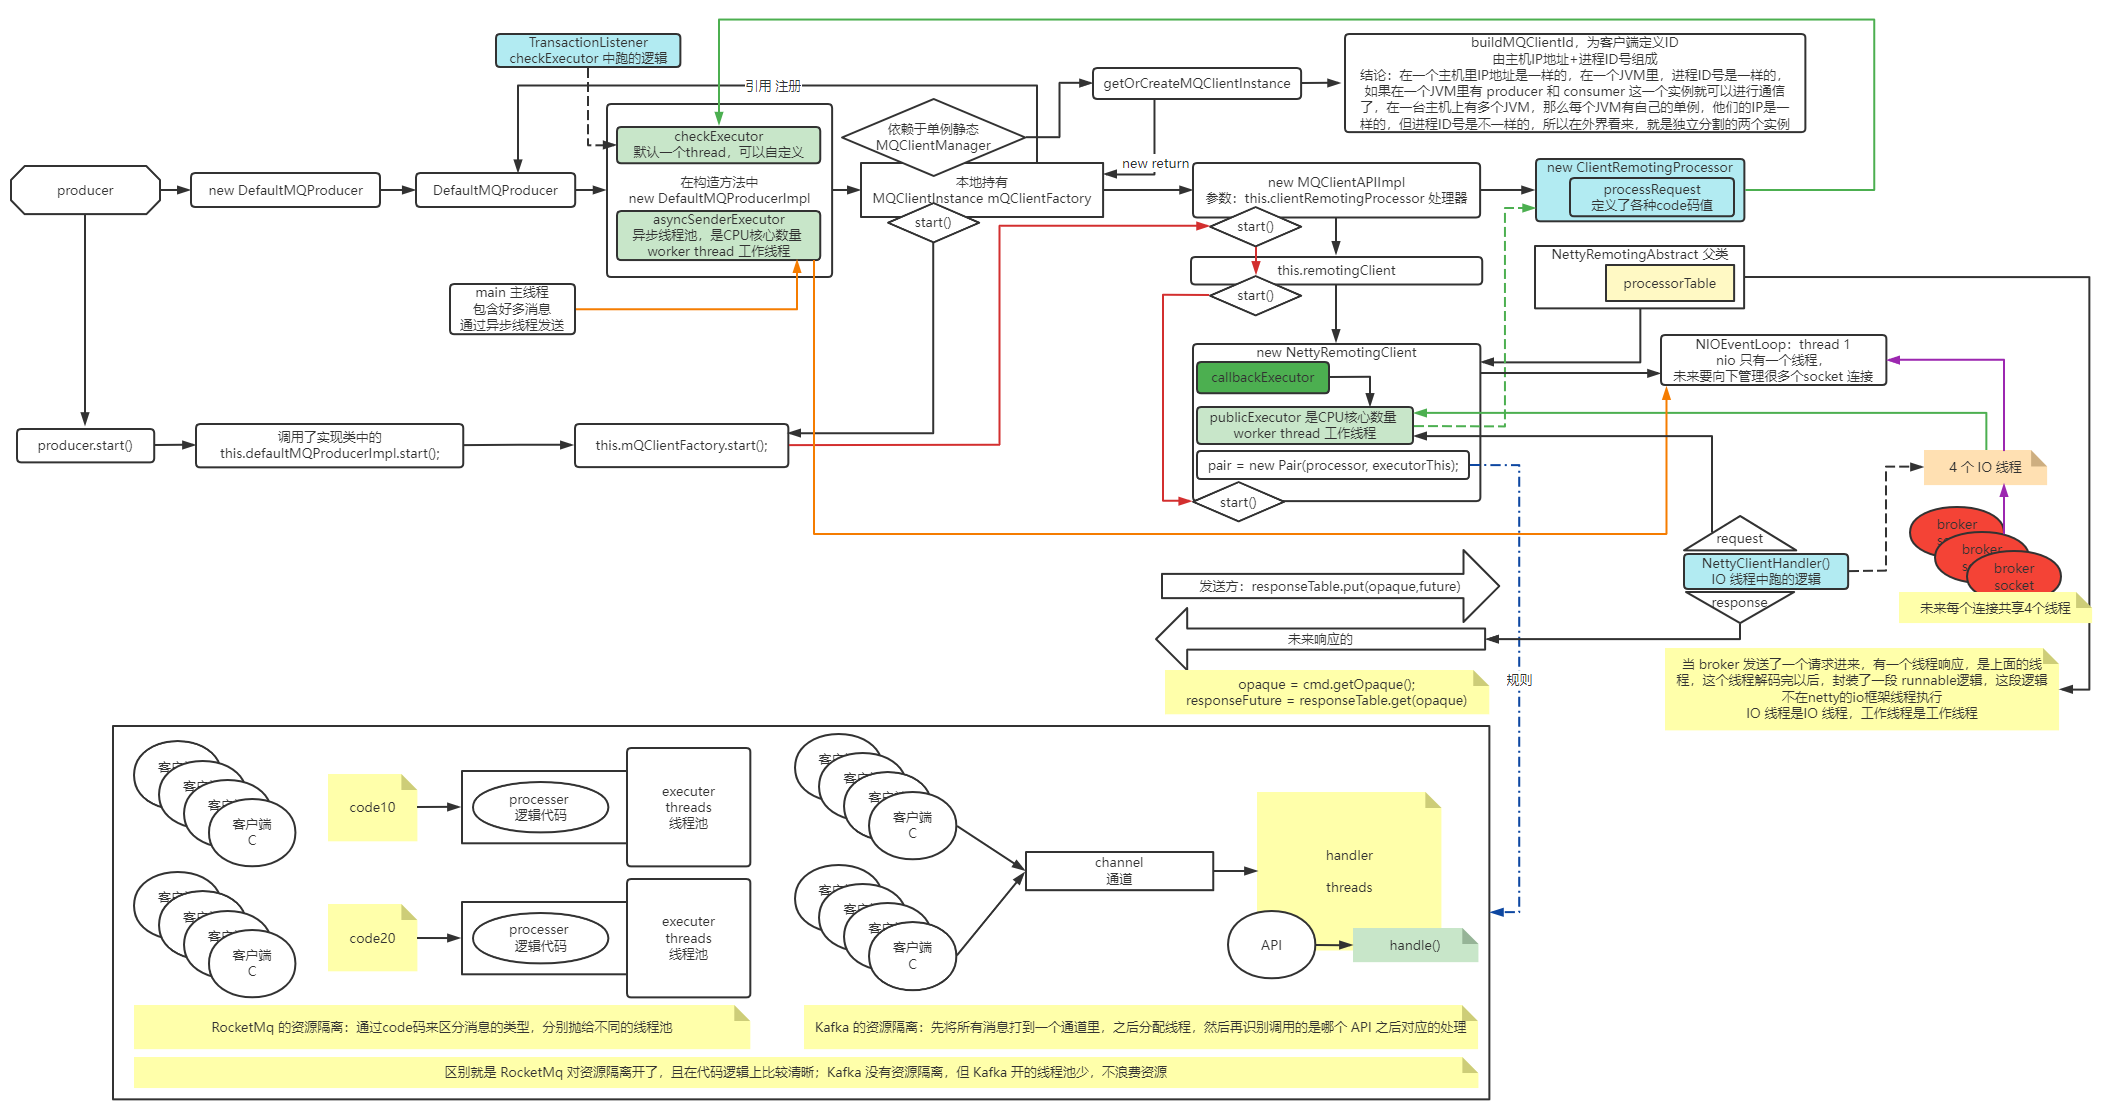 TransactionListener
checkExecutor 中跑的逻辑
引用 注册
buildMQClientId，为客户端定义ID
由主机IP地址+进程ID号组成
结论：在一个主机里IP地址是一样的，在一个JVM里，进程ID号是一样的，
如果在一个JVM里有 producer 和 consumer 这一个实例就可以进行通信
了，在一台主机上有多个JVM，那么每个JVM有自己的单例，他们的IP是一
样的，但进程ID号是不一样的，所以在外界看来，就是独立分割的两个实例
getOrCreateMQClientInstance
依赖于单例静态
MQClientManager
checkExecutor
默认一个thread，可以自定义
new return
producer
new DefaultMQProducer
DefaultMQProducer
在构造方法中
new DefaultMQProducerImpl
asyncSenderExecutor
异步线程池，是CPU核心数量
worker thread 工作线程
本地持有
MQClientInstance mQClientFactory
start()
new MQClientAPIImpl
参数：this.clientRemotingProcessor 处理器
start()
new ClientRemotingProcessor
processRequest
定义了各种code码值
NettyRemotingAbstract 父类
processorTable
this.remotingClient
start()
main 主线程
包含好多消息
通过异步线程发送
new NettyRemotingClient
callbackExecutor
publicExecutor 是CPU核心数量
worker thread 工作线程
pair = new Pair(processor, executorThis);
start()
NIOEventLoop：thread 1
nio 只有一个线程，
未来要向下管理很多个socket 连接
producer.start()
调用了实现类中的
this.defaultMQProducerImpl.start();
this.mQClientFactory.start();
4 个 IO 线程
broker
broker
broker
socket
未来每个连接共享4个线程
request
NettyClientHandler()
IO 线程中跑的逻辑
response
发送方：responseTable.put(opaque,future)
未来响应的
opaque = cmd.getOpaque();
responseFuture = responseTable.get(opaque)
规则
当 broker 发送了一个请求进来，有一个线程响应，是上面的线
程，这个线程解码完以后，封装了一段 runnable逻辑，这段逻辑
不在netty的io框架线程执行
IO 线程是IO 线程，工作线程是工作线程
客户端
C
code10
processer
逻辑代码
executer
threads
线程池
客户端
C
code20
processer
逻辑代码
executer
threads
线程池
客户端
C
客户端
C
channel
通道
handler
threads
API
handle()
RocketMq 的资源隔离：通过code码来区分消息的类型，分别抛给不同的线程池
Kafka 的资源隔离：先将所有消息打到一个通道里，之后分配线程，然后再识别调用的是哪个 API 之后对应的处理
区别就是 RocketMq 对资源隔离开了，且在代码逻辑上比较清晰；Kafka 没有资源隔离，但 Kafka 开的线程池少，不浪费资源